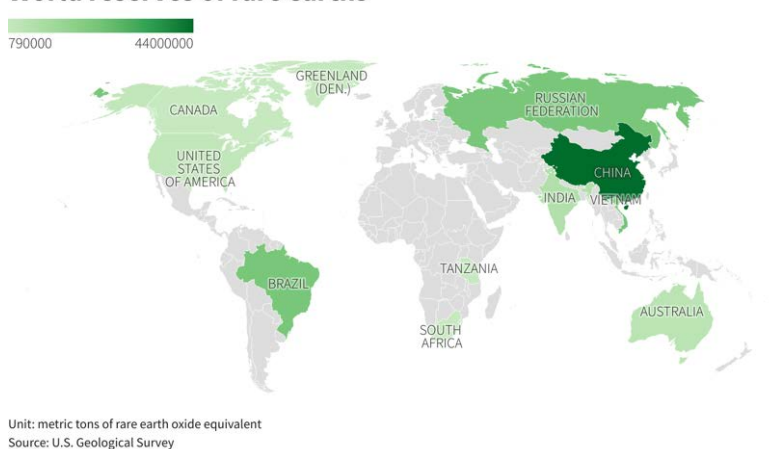 790000
44000000
GREENLAND
(DEN.)
CANADA
RUSSIAN
FEDERATION
UNITED
STATES
OF AMERICA
CHINA
INDIA
VIETNAM
BRAZIL
TANZANIA
AUSTRALIA
SOUTH
AFRICA
Unit: metric tons of rare earth oxide equivalent
Source: U.S. Geological Survey